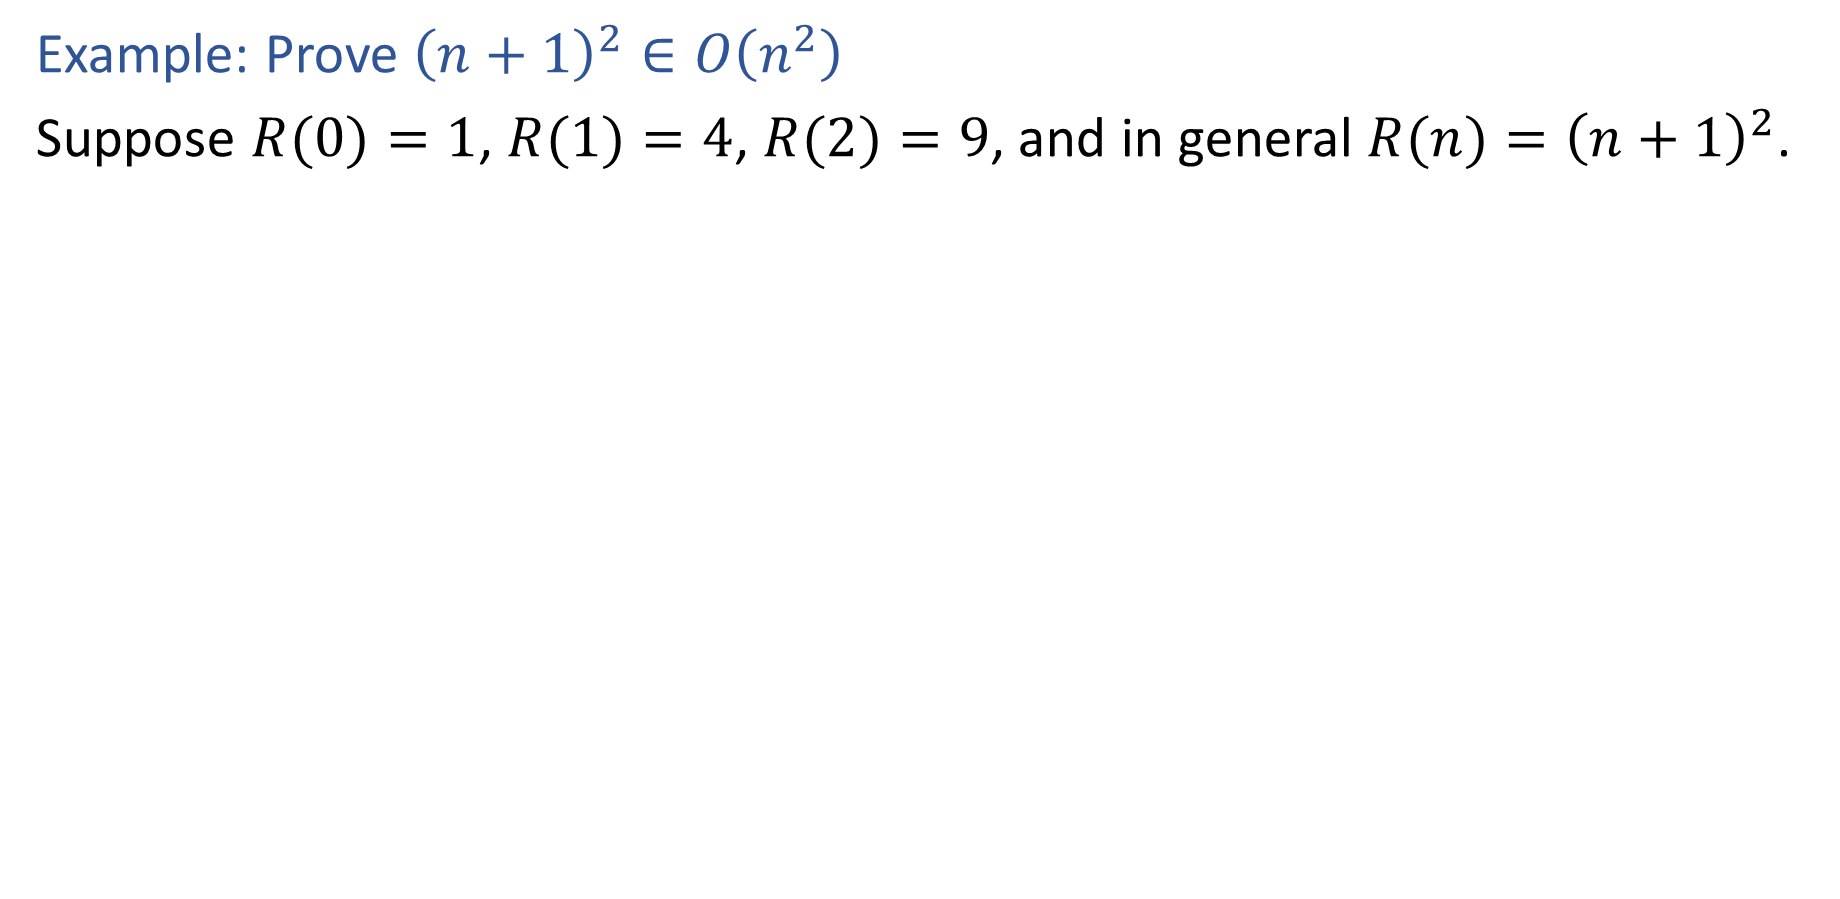 Example: Prove (n + 1)² ∈ O(n²)
Suppose R(0) = 1, R(1) = 4, R(2) = 9, and in general R(n) = (n + 1)².